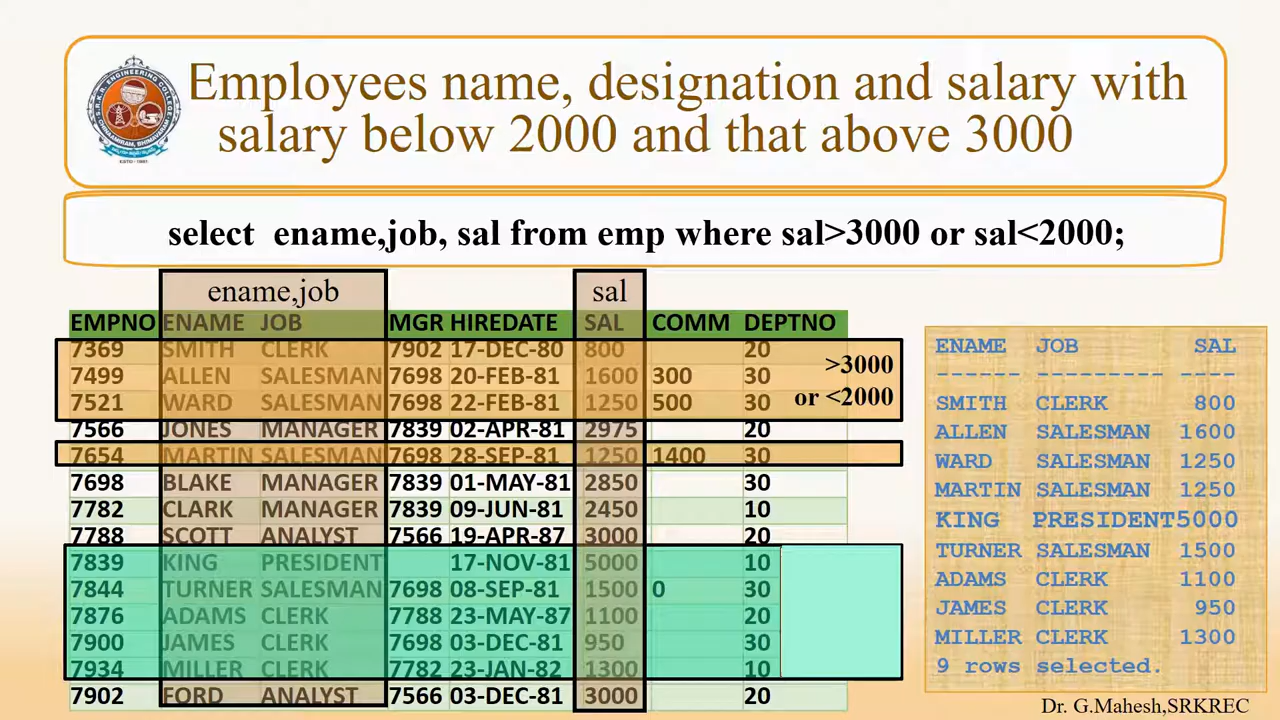 Employees name, designation and salary with
salary below 2000 and that above 3000
select ename,job, sal from emp where sal>3000 or sal<2000;
ename,job sal
EMPNO ENAME JOB MGR HIREDATE SAL COMM DEPTNO
7369 SMITH CLERK 7902 17-DEC-80 800 20
7499 ALLEN SALESMAN 7698 20-FEB-81 1600 300 30
7521 WARD SALESMAN 7698 22-FEB-81 1250 500 30
>3000
or <2000
7566 JONES MANAGER 7839 02-APR-81 2975 20
7654 MARTIN SALESMAN 7698 28-SEP-81 1250 1400 30
7698 BLAKE MANAGER 7839 01-MAY-81 2850 30
7782 CLARK MANAGER 7839 09-JUN-81 2450 10
7788 SCOTT ANALYST 7566 19-APR-87 3000 20
7839 KING PRESIDENT 17-NOV-81 5000 10
7844 TURNER SALESMAN 7698 08-SEP-81 1500 0 30
7876 ADAMS CLERK 7788 23-MAY-87 1100 20
7900 JAMES CLERK 7698 03-DEC-81 950 30
7934 MILLER CLERK 7782 23-JAN-82 1300 10
7902 FORD ANALYST 7566 03-DEC-81 3000 20
ENAME JOB SAL
------ --------- ----
SMITH CLERK 800
ALLEN SALESMAN 1600
WARD SALESMAN 1250
MARTIN SALESMAN 1250
KING PRESIDENT5000
TURNER SALESMAN 1500
ADAMS CLERK 1100
JAMES CLERK 950
MILLER CLERK 1300
9 rows selected.
Dr. G.Mahesh,SRKREC